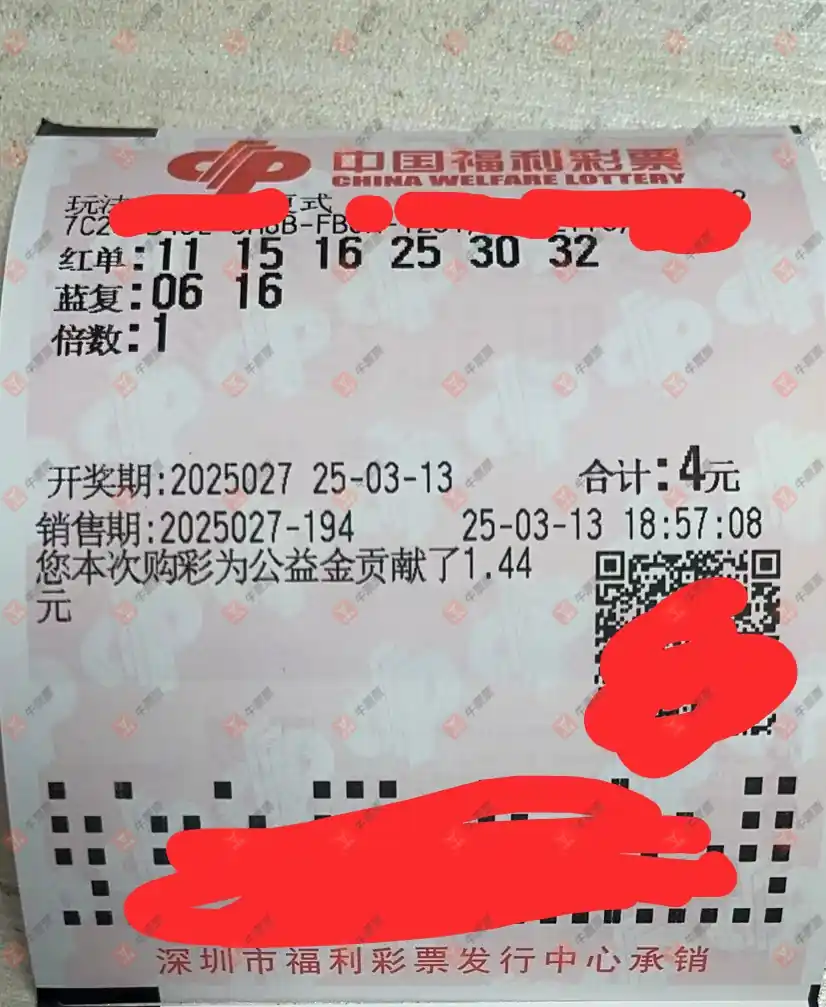 中国福利彩票
CHINA WELFARE LOTTERY
玩法 式
红单:11 15 16 25 30 32
蓝复:06 16
倍数:1
开奖期:2025027 25-03-13 合计:4元
销售期:2025027-194 25-03-13 18:57:08
您本次购彩为公益金贡献了1.44
元
深圳市福利彩票发行中心承销